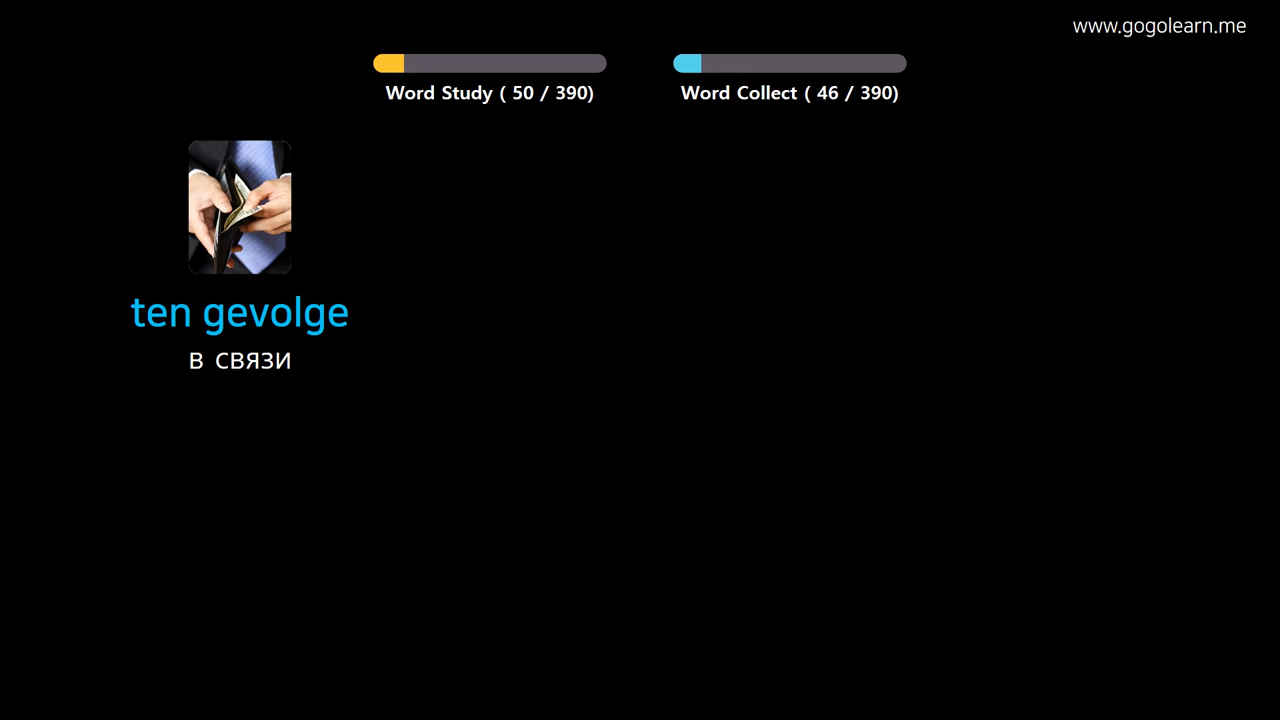 www.gogolearn.me
Word Study ( 50 / 390)
Word Collect ( 46 / 390)
ten gevolge
в связи